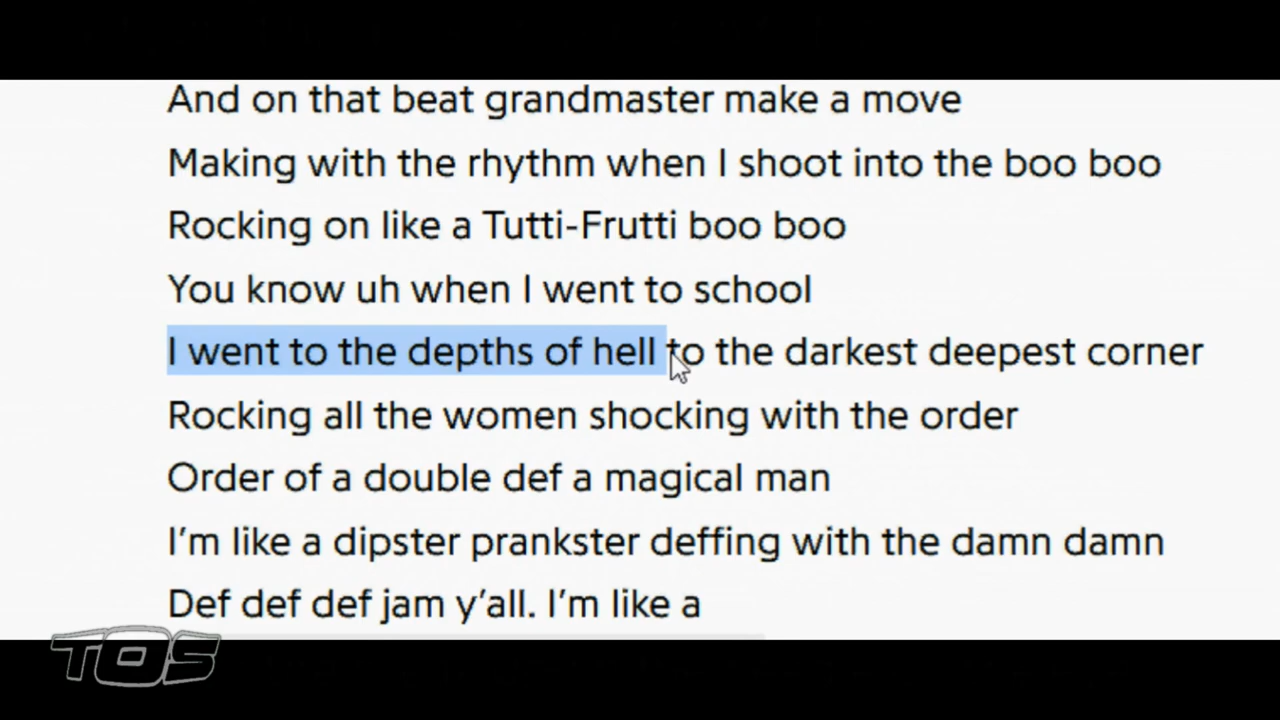 And on that beat grandmaster make a move
Making with the rhythm when I shoot into the boo boo
Rocking on like a Tutti-Frutti boo boo
You know uh when I went to school
I went to the depths of hell to the darkest deepest corner
Rocking all the women shocking with the order
Order of a double def a magical man
I'm like a dipster prankster deffing with the damn damn
Def def def jam y'all. I'm like a
TOS